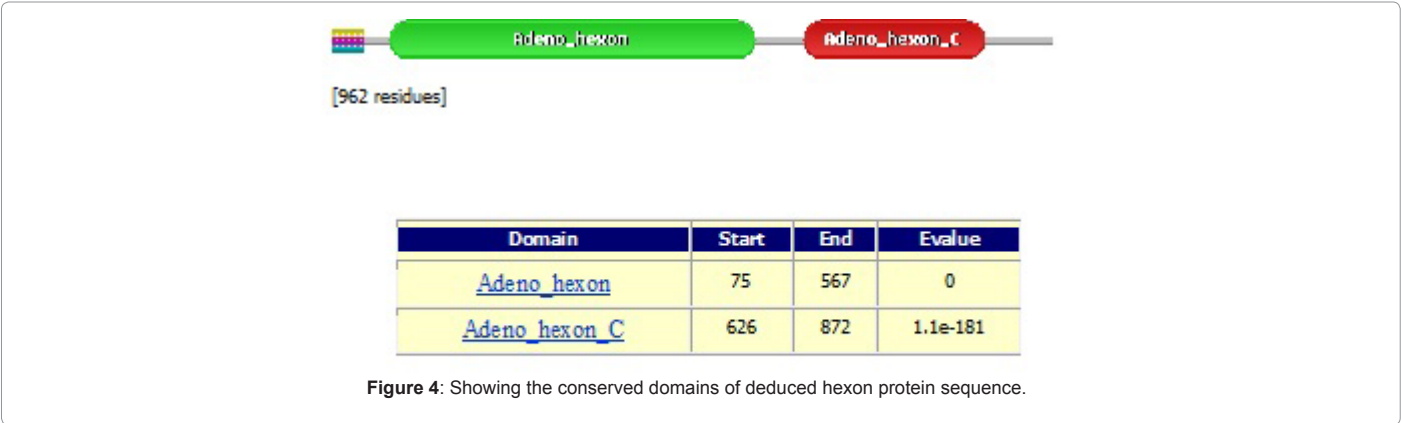 Adeno_hexon Adeno_hexon_C
[962 residues]
Domain Start End Evalue
Adeno_hexon 75 567 0
Adeno_hexon_C 626 872 1.1e-181
Figure 4: Showing the conserved domains of deduced hexon protein sequence.